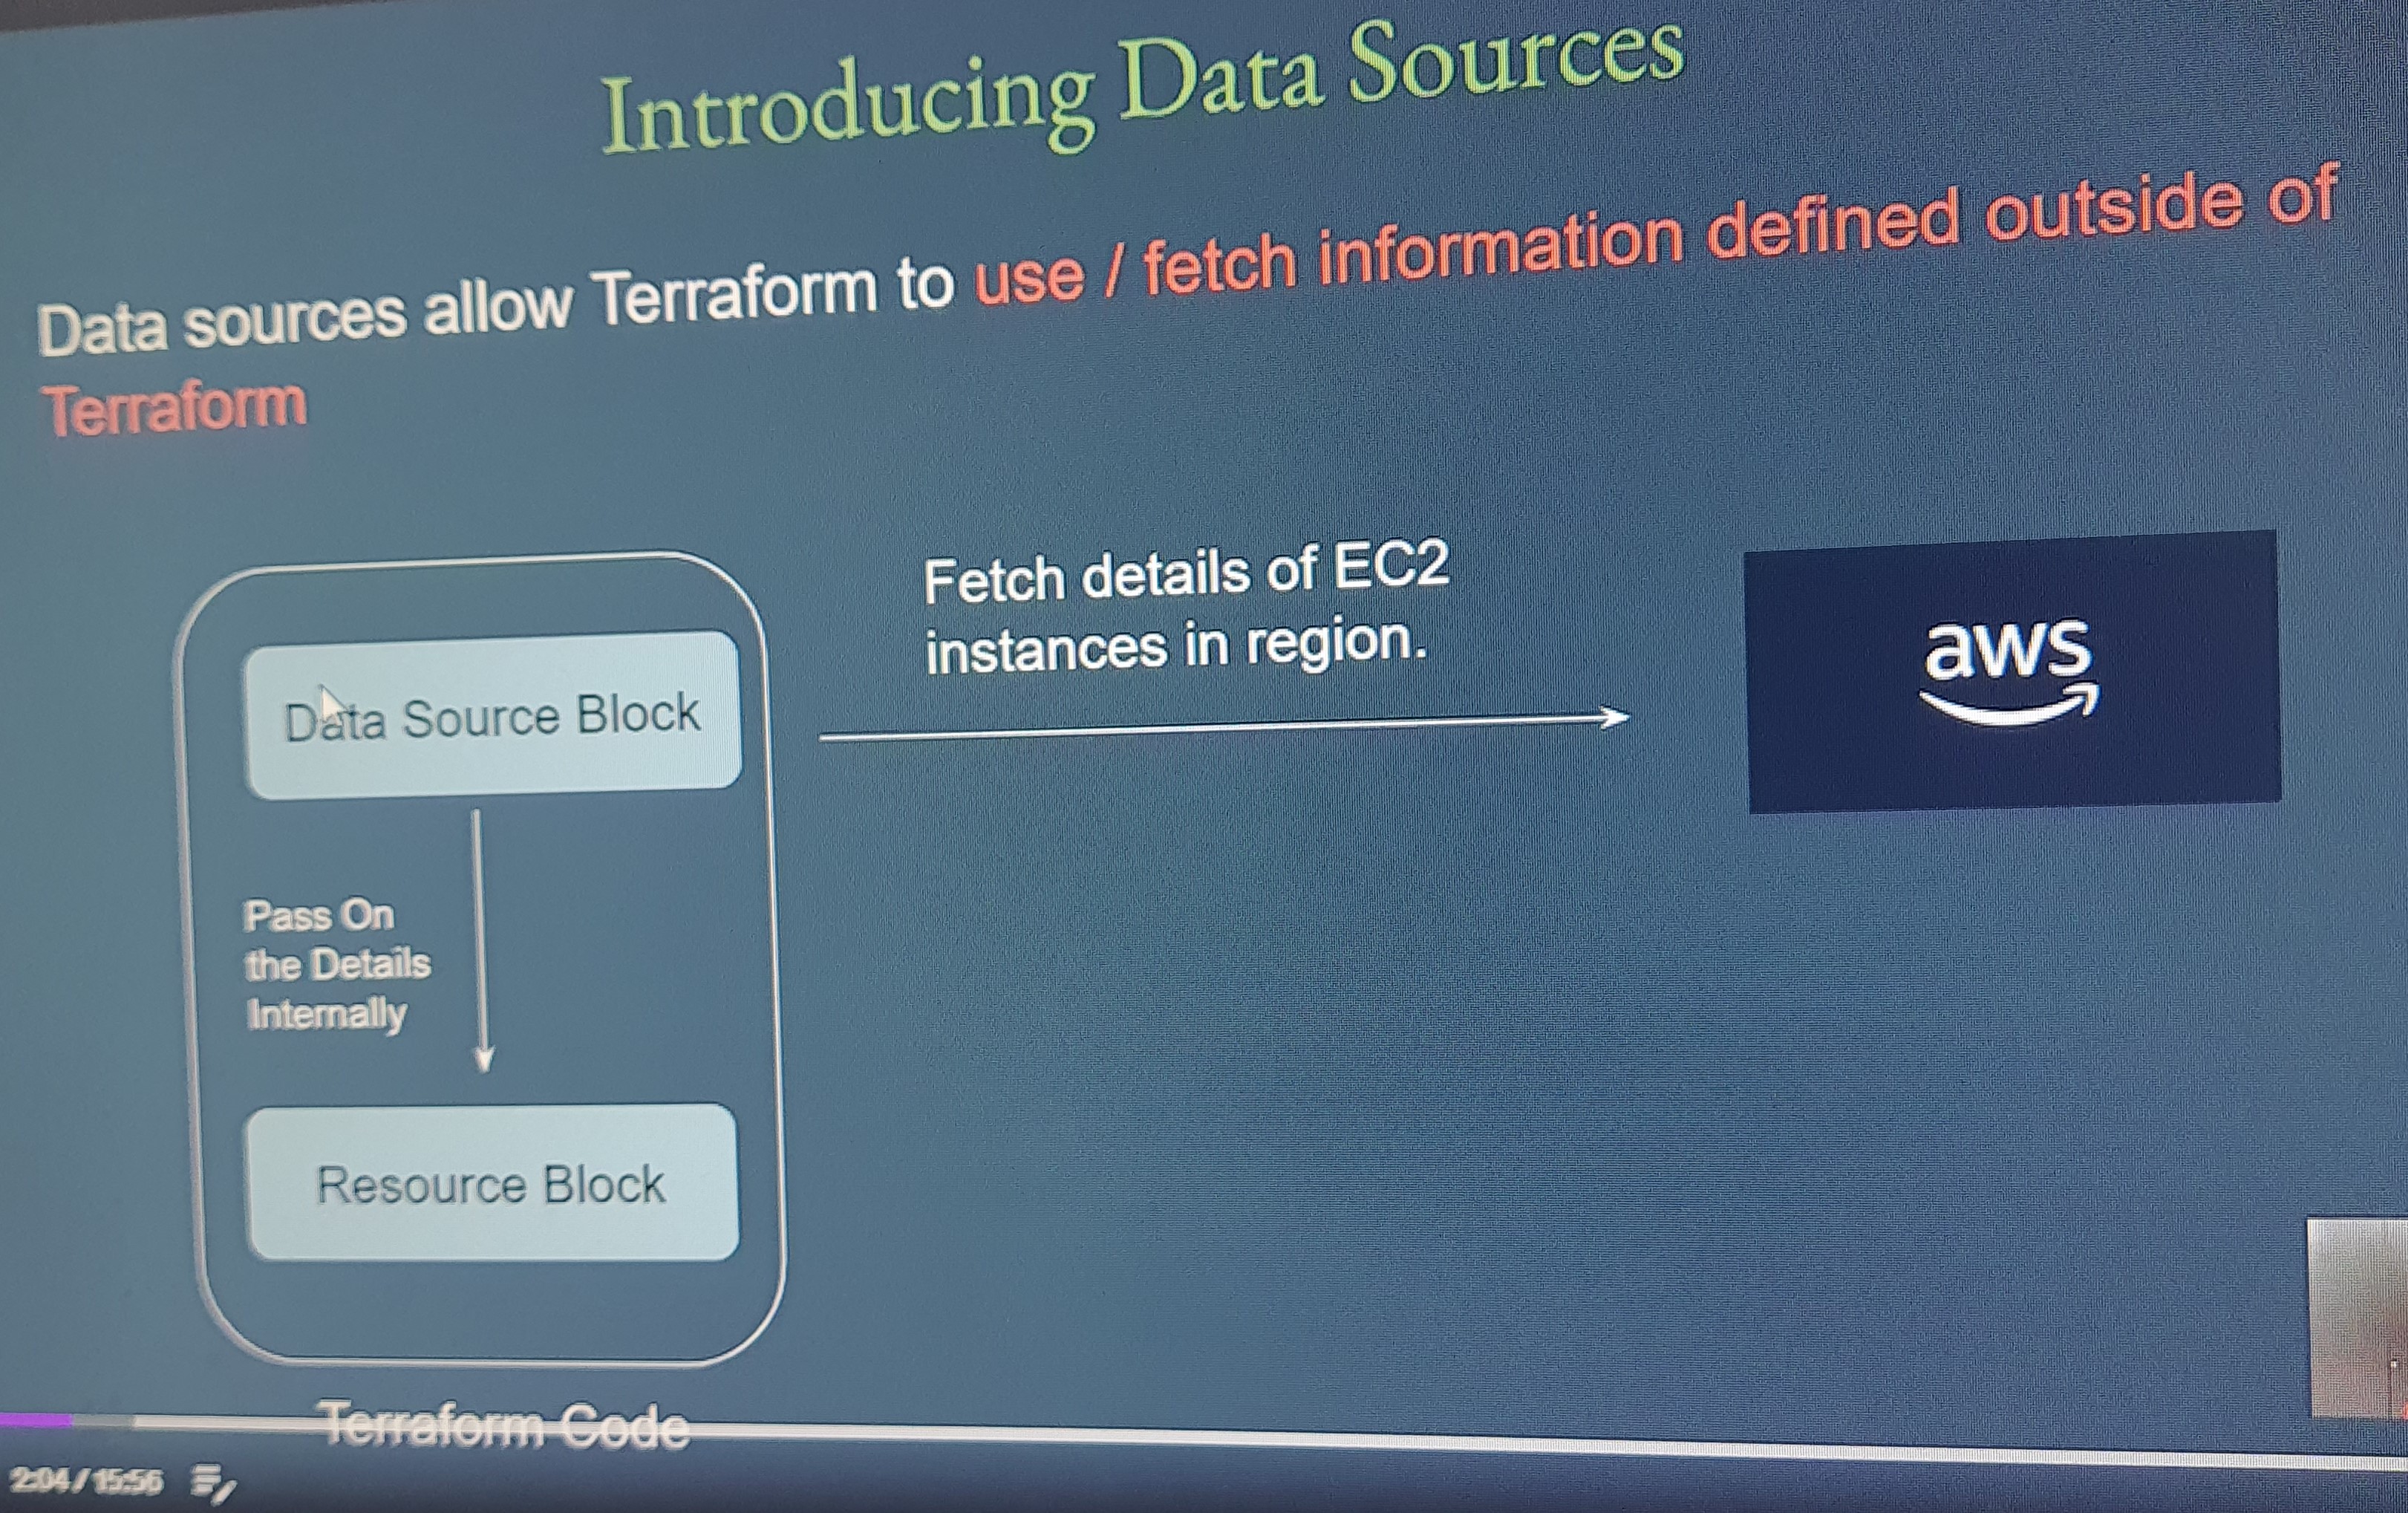 Introducing Data Sources
Data sources allow Terraform to use / fetch information defined outside of
Terraform
Fetch details of EC2
instances in region.
aws
Data Source Block
Pass On
the Details
Internally
Resource Block
Terraform Code
2:04 / 15:56